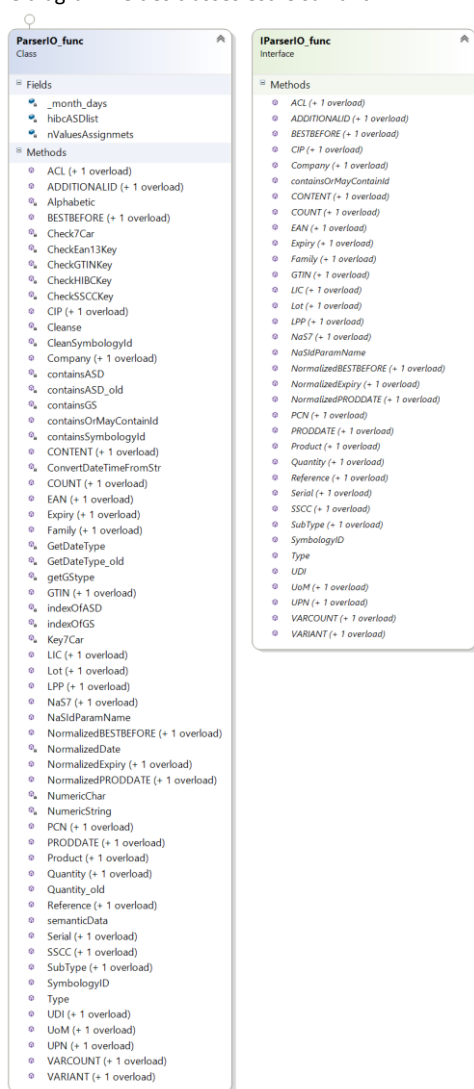 ParserIO_func
Class
Fields
_month_days
hibcASDlist
nValuesAssignmets
Methods
ACL (+ 1 overload)
ADDITIONALID (+ 1 overload)
Alphabetic
BESTBEFORE (+ 1 overload)
Check7Car
CheckEan13Key
CheckGTINKey
CheckHIBCKey
CheckSSCCKey
CIP (+ 1 overload)
Cleanse
CleanSymbologyId
Company (+ 1 overload)
containsASD
containsASD_old
containsGS
containsOrMayContainId
containsSymbologyId
CONTENT (+ 1 overload)
ConvertDateTimeFromStr
COUNT (+ 1 overload)
EAN (+ 1 overload)
Expiry (+ 1 overload)
Family (+ 1 overload)
GetDateType
GetDateType_old
getGStype
GTIN (+ 1 overload)
indexOfASD
indexOfGS
Key7Car
LIC (+ 1 overload)
Lot (+ 1 overload)
LPP (+ 1 overload)
NaS7 (+ 1 overload)
NaSIdParamName
NormalizedBESTBEFORE (+ 1 overload)
NormalizedDate
NormalizedExpiry (+ 1 overload)
NormalizedPRODDATE (+ 1 overload)
NumericChar
NumericString
PCN (+ 1 overload)
PRODDATE (+ 1 overload)
Product (+ 1 overload)
Quantity (+ 1 overload)
Quantity_old
Reference (+ 1 overload)
semanticData
Serial (+ 1 overload)
SSCC (+ 1 overload)
SubType (+ 1 overload)
SymbologyID
Type
UDI (+ 1 overload)
UoM (+ 1 overload)
UPN (+ 1 overload)
VARCOUNT (+ 1 overload)
VARIANT (+ 1 overload)
IParserIO_func
Interface
Methods
ACL (+ 1 overload)
ADDITIONALID (+ 1 overload)
BESTBEFORE (+ 1 overload)
CIP (+ 1 overload)
Company (+ 1 overload)
containsOrMayContainId
CONTENT (+ 1 overload)
COUNT (+ 1 overload)
EAN (+ 1 overload)
Expiry (+ 1 overload)
Family (+ 1 overload)
GTIN (+ 1 overload)
LIC (+ 1 overload)
Lot (+ 1 overload)
LPP (+ 1 overload)
NaS7 (+ 1 overload)
NaSIdParamName
NormalizedBESTBEFORE (+ 1 overload)
NormalizedExpiry (+ 1 overload)
NormalizedPRODDATE (+ 1 overload)
PCN (+ 1 overload)
PRODDATE (+ 1 overload)
Product (+ 1 overload)
Quantity (+ 1 overload)
Reference (+ 1 overload)
Serial (+ 1 overload)
SSCC (+ 1 overload)
SubType (+ 1 overload)
SymbologyID
Type
UDI
UoM (+ 1 overload)
UPN (+ 1 overload)
VARCOUNT (+ 1 overload)
VARIANT (+ 1 overload)